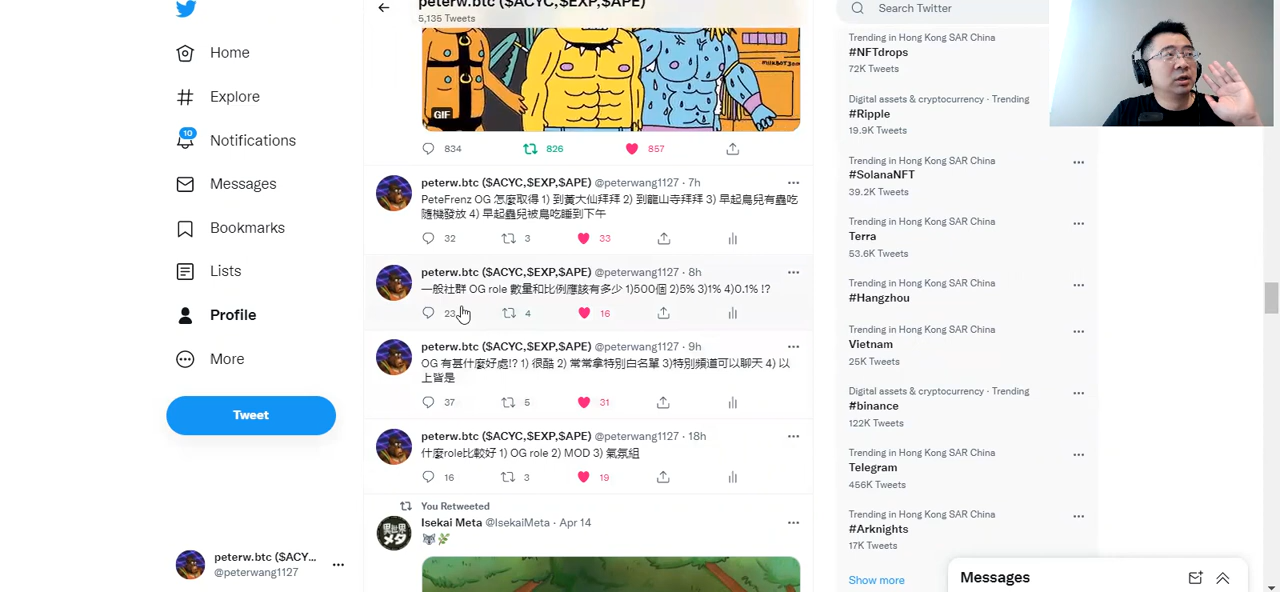 peterw.btc ($ACYC,$EXP,$APE)
5,135 Tweets
Search Twitter
Home
Explore
10
Notifications
Messages
Bookmarks
Lists
Profile
More
Tweet
peterw.btc ($ACY...
@peterwang1127
GIF
834 826 857
peterw.btc ($ACYC,$EXP,$APE) @peterwang1127 · 7h
PeteFrenz OG 怎麼取得 1) 到黃大仙拜拜 2) 到龍山寺拜拜 3) 早起鳥兒有蟲吃
隨機發放 4) 早起蟲兒被鳥吃睡到下午
32 3 33
peterw.btc ($ACYC,$EXP,$APE) @peterwang1127 · 8h
一般社群 OG role 數量和比例應該有多少 1)500個 2)5% 3)1% 4)0.1% !?
23 4 16
peterw.btc ($ACYC,$EXP,$APE) @peterwang1127 · 9h
OG 有甚什麼好處!? 1) 很酷 2) 常常拿特別白名單 3)特別頻道可以聊天 4) 以
上皆是
37 5 31
peterw.btc ($ACYC,$EXP,$APE) @peterwang1127 · 18h
什麼role比較好 1) OG role 2) MOD 3) 氣氛組
16 3 19
You Retweeted
Isekai Meta @IsekaiMeta · Apr 14
Trending in Hong Kong SAR China
#NFTdrops
72K Tweets
Digital assets & cryptocurrency · Trending
#Ripple
19.9K Tweets
Trending in Hong Kong SAR China
#SolanaNFT
39.2K Tweets
Trending in Hong Kong SAR China
Terra
53.6K Tweets
Trending in Hong Kong SAR China
#Hangzhou
Trending in Hong Kong SAR China
Vietnam
25K Tweets
Digital assets & cryptocurrency · Trending
#binance
122K Tweets
Trending in Hong Kong SAR China
Telegram
456K Tweets
Trending in Hong Kong SAR China
#Arknights
17K Tweets
Show more
Messages